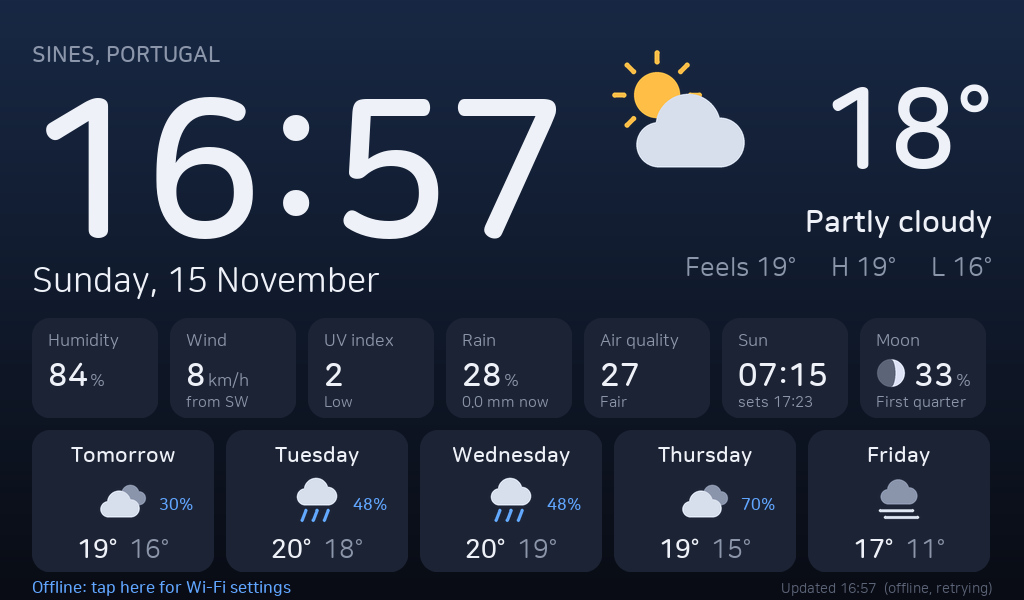 SINES, PORTUGAL
16:57
18°
Partly cloudy
Feels 19° H 19° L 16°
Sunday, 15 November
Humidity
84%
Wind
8 km/h
from SW
UV index
2
Low
Rain
28%
0.0 mm now
Air quality
27
Fair
Sun
07:15
sets 17:23
Moon
33%
First quarter
Tomorrow
30%
19° 16°
Tuesday
48%
20° 18°
Wednesday
48%
20° 19°
Thursday
70%
19° 15°
Friday
17° 11°
Offline: tap here for Wi-Fi settings
Updated 16:57 (offline, retrying)